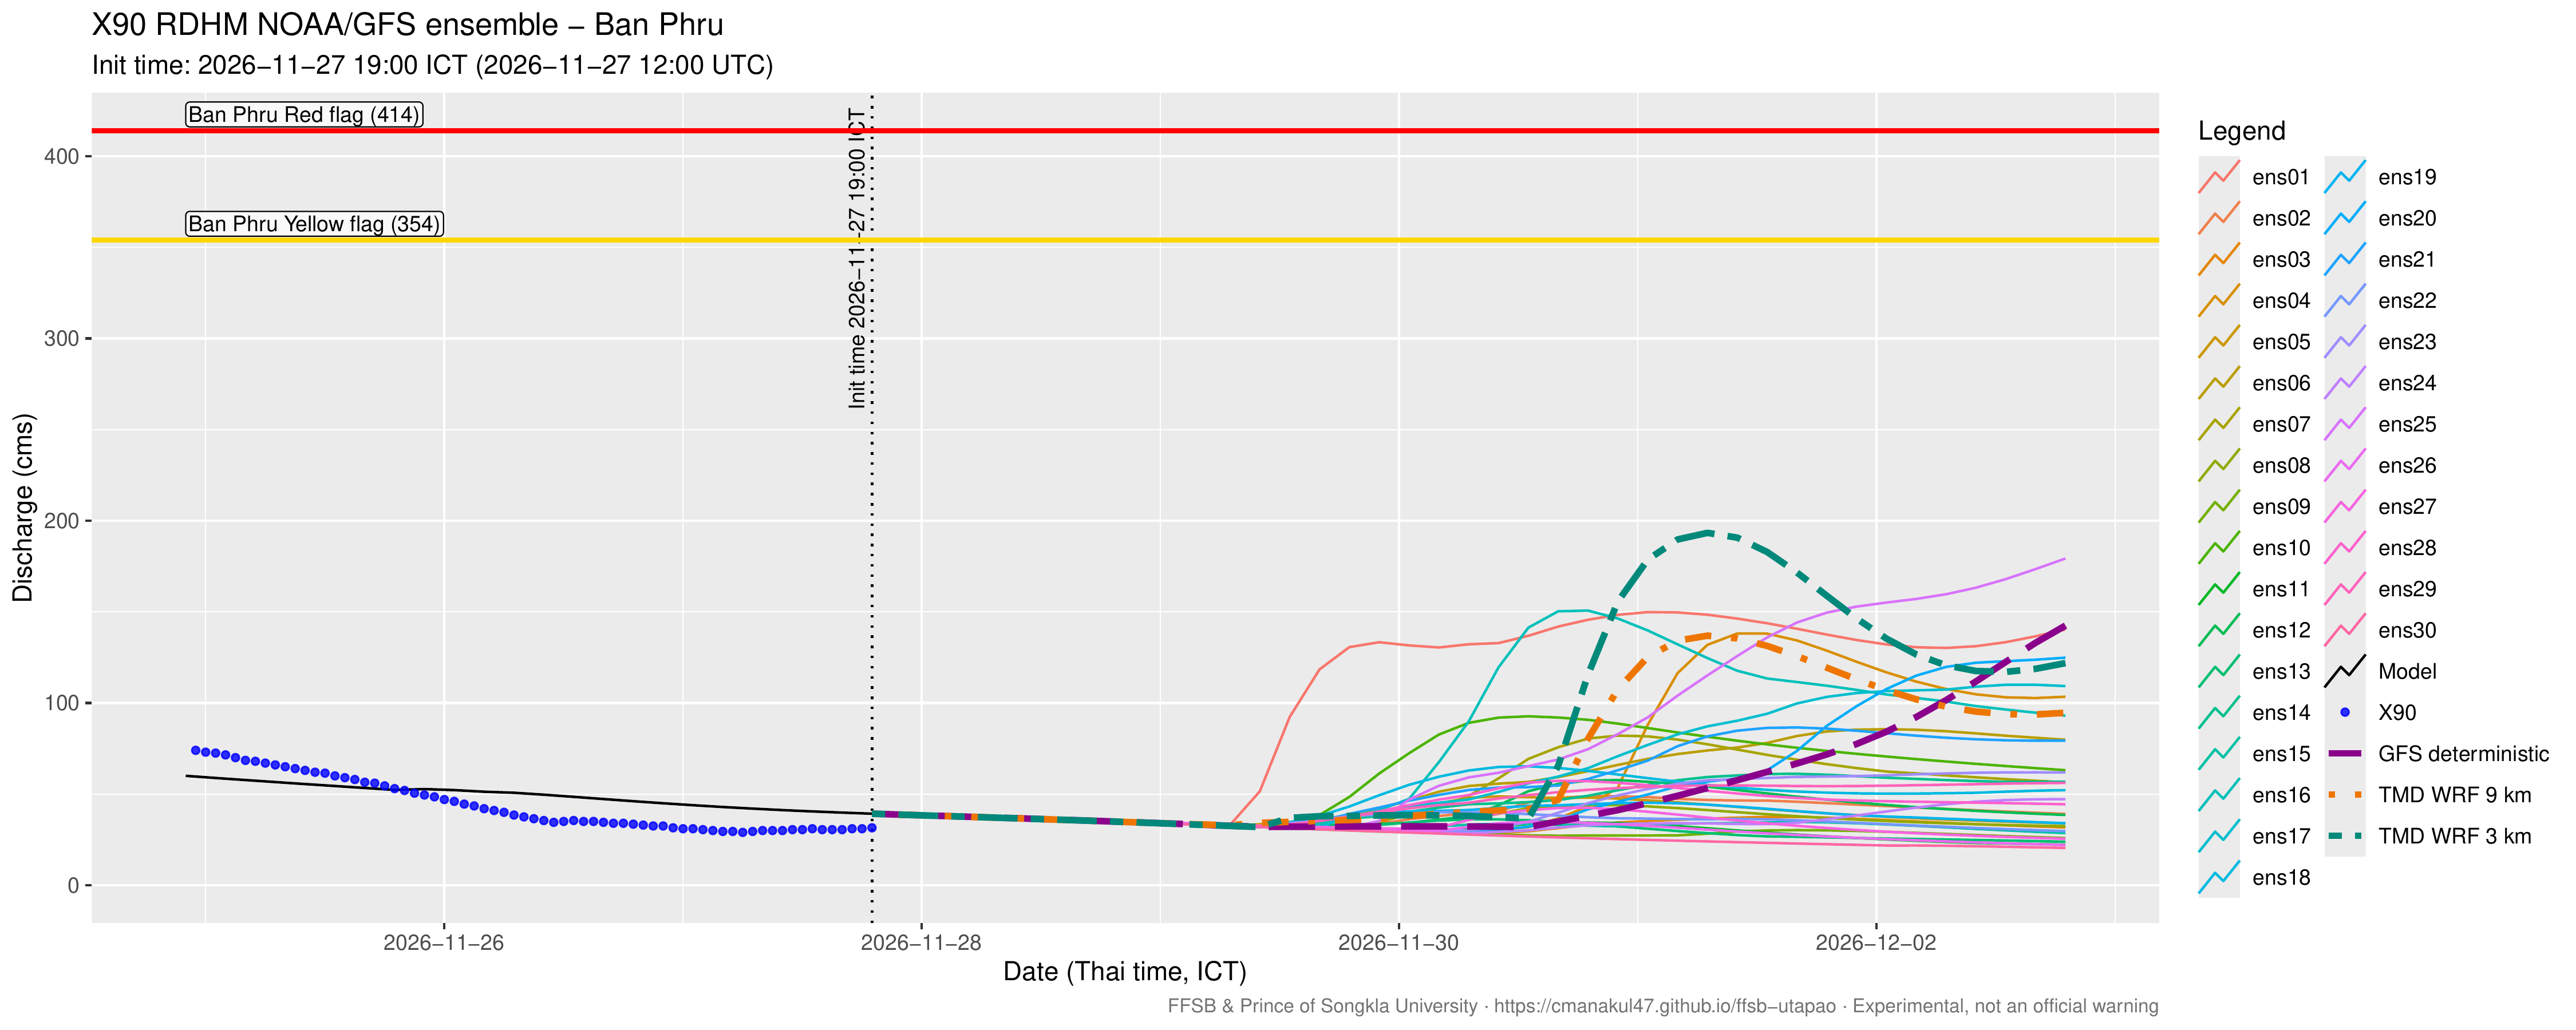 X90 RDHM NOAA/GFS ensemble − Ban Phru
Init time: 2026−11−27 19:00 ICT (2026−11−27 12:00 UTC)
Ban Phru Red flag (414)
Ban Phru Yellow flag (354)
Init time 2026−11−27 19:00 ICT
Discharge (cms)
400
300
200
100
0
2026−11−26
2026−11−28
2026−11−30
2026−12−02
Date (Thai time, ICT)
Legend
ens01
ens02
ens03
ens04
ens05
ens06
ens07
ens08
ens09
ens10
ens11
ens12
ens13
ens14
ens15
ens16
ens17
ens18
ens19
ens20
ens21
ens22
ens23
ens24
ens25
ens26
ens27
ens28
ens29
ens30
Model
X90
GFS deterministic
TMD WRF 9 km
TMD WRF 3 km
FFSB & Prince of Songkla University · https://cmanakul47.github.io/ffsb−utapao · Experimental, not an official warning